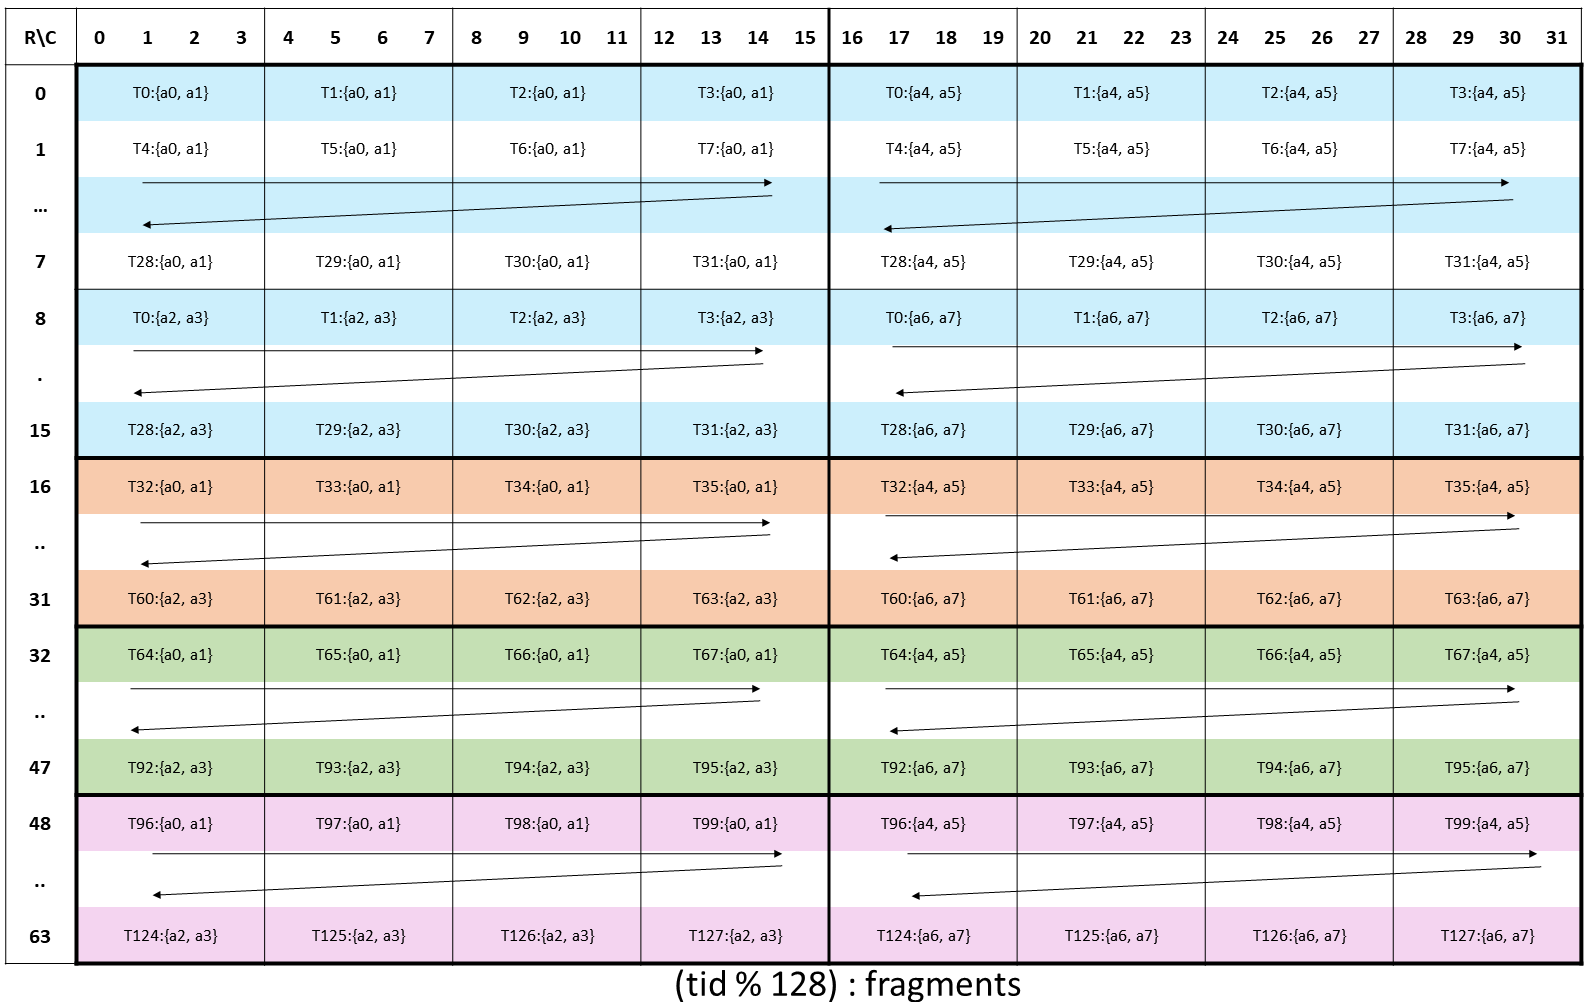 R\C 0 1 2 3 4 5 6 7 8 9 10 11 12 13 14 15 16 17 18 19 20 21 22 23 24 25 26 27 28 29 30 31
0 T0:{a0, a1} T1:{a0, a1} T2:{a0, a1} T3:{a0, a1} T0:{a4, a5} T1:{a4, a5} T2:{a4, a5} T3:{a4, a5}
1 T4:{a0, a1} T5:{a0, a1} T6:{a0, a1} T7:{a0, a1} T4:{a4, a5} T5:{a4, a5} T6:{a4, a5} T7:{a4, a5}
...
7 T28:{a0, a1} T29:{a0, a1} T30:{a0, a1} T31:{a0, a1} T28:{a4, a5} T29:{a4, a5} T30:{a4, a5} T31:{a4, a5}
8 T0:{a2, a3} T1:{a2, a3} T2:{a2, a3} T3:{a2, a3} T0:{a6, a7} T1:{a6, a7} T2:{a6, a7} T3:{a6, a7}
.
15 T28:{a2, a3} T29:{a2, a3} T30:{a2, a3} T31:{a2, a3} T28:{a6, a7} T29:{a6, a7} T30:{a6, a7} T31:{a6, a7}
16 T32:{a0, a1} T33:{a0, a1} T34:{a0, a1} T35:{a0, a1} T32:{a4, a5} T33:{a4, a5} T34:{a4, a5} T35:{a4, a5}
..
31 T60:{a2, a3} T61:{a2, a3} T62:{a2, a3} T63:{a2, a3} T60:{a6, a7} T61:{a6, a7} T62:{a6, a7} T63:{a6, a7}
32 T64:{a0, a1} T65:{a0, a1} T66:{a0, a1} T67:{a0, a1} T64:{a4, a5} T65:{a4, a5} T66:{a4, a5} T67:{a4, a5}
..
47 T92:{a2, a3} T93:{a2, a3} T94:{a2, a3} T95:{a2, a3} T92:{a6, a7} T93:{a6, a7} T94:{a6, a7} T95:{a6, a7}
48 T96:{a0, a1} T97:{a0, a1} T98:{a0, a1} T99:{a0, a1} T96:{a4, a5} T97:{a4, a5} T98:{a4, a5} T99:{a4, a5}
..
63 T124:{a2, a3} T125:{a2, a3} T126:{a2, a3} T127:{a2, a3} T124:{a6, a7} T125:{a6, a7} T126:{a6, a7} T127:{a6, a7}
(tid % 128) : fragments